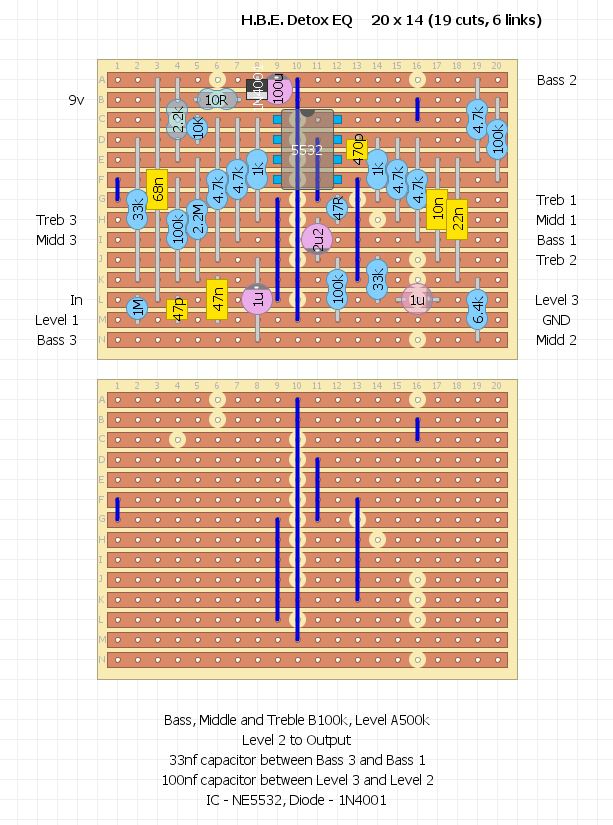 H.B.E. Detox EQ 20 x 14 (19 cuts, 6 links)
1 2 3 4 5 6 7 8 9 10 11 12 13 14 15 16 17 18 19 20
A
B
C
D
E
F
G
H
I
J
K
L
M
N
9v
Treb 3
Midd 3
In
Level 1
Bass 3
Bass 2
Treb 1
Midd 1
Bass 1
Treb 2
Level 3
GND
Midd 2
10R
1N4001
100u
2.2k
10K
5532
4.7k
100k
470p
1k
4.7k
4.7k
1k
4.7k
4.7k
68n
33k
100k
2.2M
47R
10n
22n
2u2
1M
47p
47n
1u
100k
33k
1u
6.4k
1 2 3 4 5 6 7 8 9 10 11 12 13 14 15 16 17 18 19 20
A
B
C
D
E
F
G
H
I
J
K
L
M
N
Bass, Middle and Treble B100k, Level A500k
Level 2 to Output
33nf capacitor between Bass 3 and Bass 1
100nf capacitor between Level 3 and Level 2
IC - NE5532, Diode - 1N4001